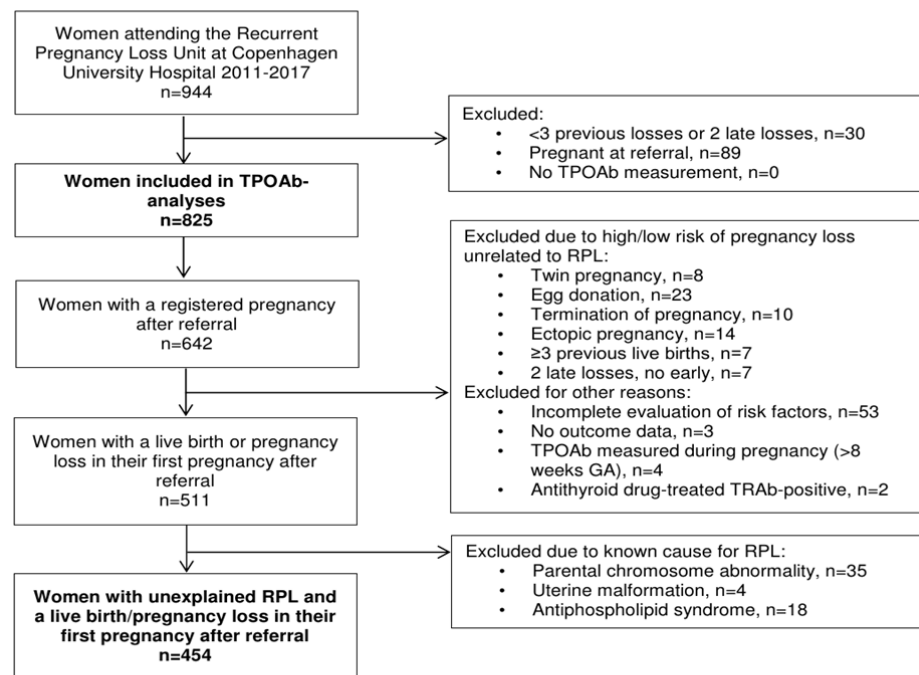 Women attending the Recurrent
Pregnancy Loss Unit at Copenhagen
University Hospital 2011-2017
n=944
Excluded:
• <3 previous losses or 2 late losses, n=30
• Pregnant at referral, n=89
• No TPOAb measurement, n=0
Women included in TPOAb-
analyses
n=825
Excluded due to high/low risk of pregnancy loss
unrelated to RPL:
• Twin pregnancy, n=8
• Egg donation, n=23
• Termination of pregnancy, n=10
• Ectopic pregnancy, n=14
• ≥3 previous live births, n=7
• 2 late losses, no early, n=7
Excluded for other reasons:
• Incomplete evaluation of risk factors, n=53
• No outcome data, n=3
• TPOAb measured during pregnancy (>8
weeks GA), n=4
• Antithyroid drug-treated TRAb-positive, n=2
Women with a registered pregnancy
after referral
n=642
Women with a live birth or pregnancy
loss in their first pregnancy after
referral
n=511
Excluded due to known cause for RPL:
• Parental chromosome abnormality, n=35
• Uterine malformation, n=4
• Antiphospholipid syndrome, n=18
Women with unexplained RPL and
a live birth/pregnancy loss in their
first pregnancy after referral
n=454